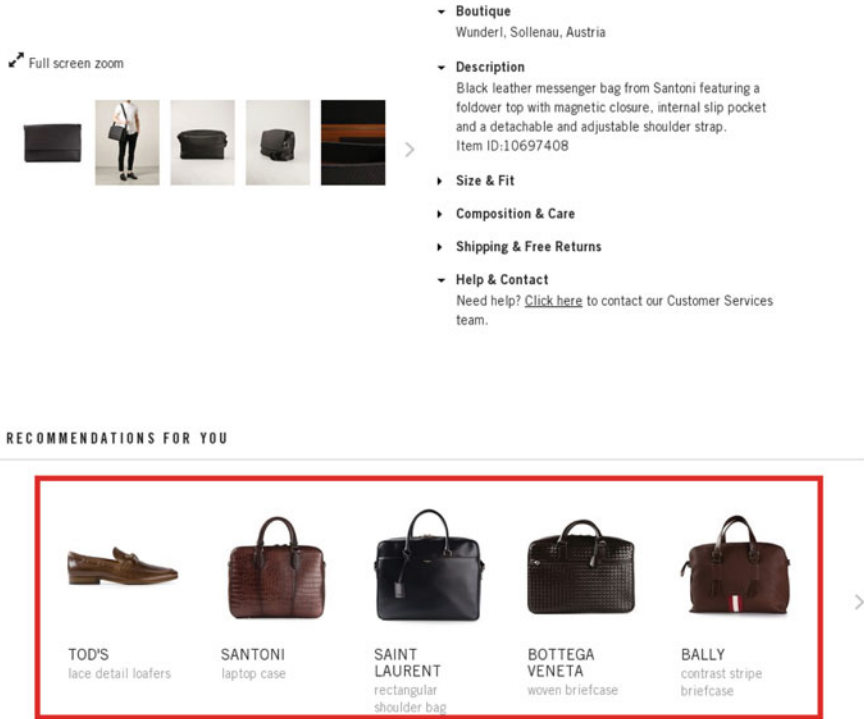 Boutique
Wunderl, Sollenau, Austria
Full screen zoom
Description
Black leather messenger bag from Santoni featuring a
foldover top with magnetic closure, internal slip pocket
and a detachable and adjustable shoulder strap.
Item ID:10697408
Size & Fit
Composition & Care
Shipping & Free Returns
Help & Contact
Need help? Click here to contact our Customer Services
team.
RECOMMENDATIONS FOR YOU
TOD'S
lace detail loafers
SANTONI
laptop case
SAINT
LAURENT
rectangular
shoulder bag
BOTTEGA
VENETA
woven briefcase
BALLY
contrast stripe
briefcase